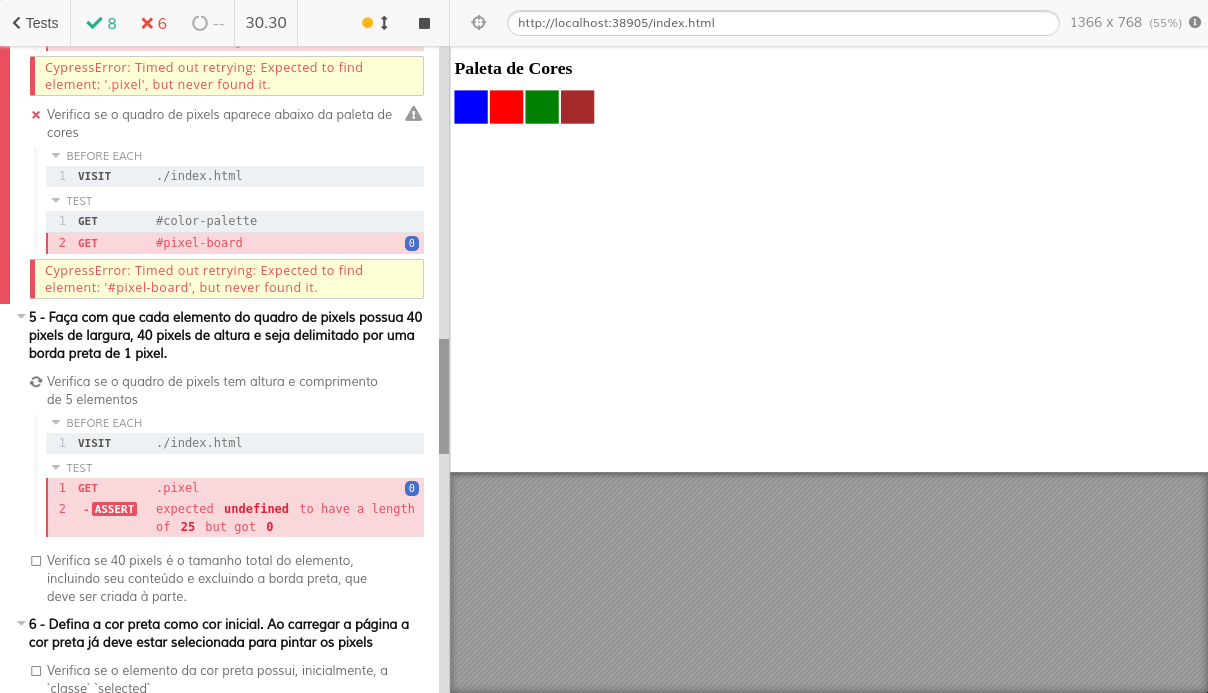 Tests 8 6 -- 30.30
http://localhost:38905/index.html 1366 x 768 (55%)
CypressError: Timed out retrying: Expected to find
element: '.pixel', but never found it.
Verifica se o quadro de pixels aparece abaixo da paleta de
cores
BEFORE EACH
1 VISIT ./index.html
TEST
1 GET #color-palette
2 GET #pixel-board 0
CypressError: Timed out retrying: Expected to find
element: '#pixel-board', but never found it.
5 - Faça com que cada elemento do quadro de pixels possua 40
pixels de largura, 40 pixels de altura e seja delimitado por uma
borda preta de 1 pixel.
Verifica se o quadro de pixels tem altura e comprimento
de 5 elementos
BEFORE EACH
1 VISIT ./index.html
TEST
1 GET .pixel 0
2 -ASSERT expected undefined to have a length
of 25 but got 0
Verifica se 40 pixels é o tamanho total do elemento,
incluindo seu conteúdo e excluindo a borda preta, que
deve ser criada à parte.
6 - Defina a cor preta como cor inicial. Ao carregar a página a
cor preta já deve estar selecionada para pintar os pixels
Verifica se o elemento da cor preta possui, inicialmente, a
`classe` `selected`
Paleta de Cores